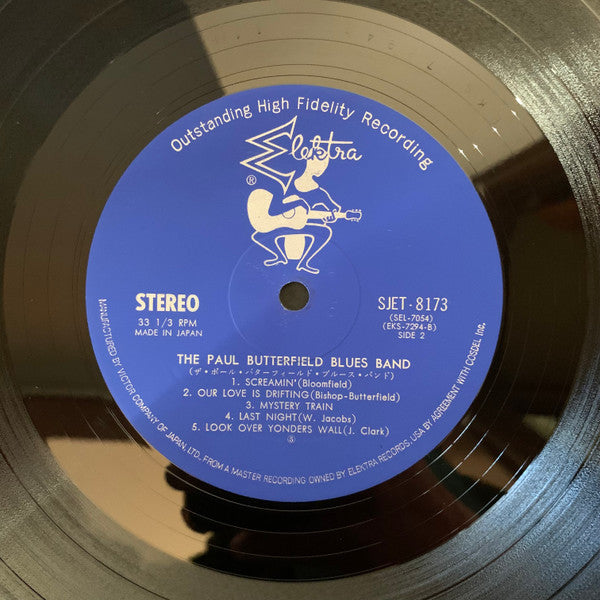 Outstanding High Fidelity Recording
Elektra
®
STEREO
33 1/3 RPM
MADE IN JAPAN
SJET-8173
(SEL-7054)
(EKS-7294-B)
SIDE 2
THE PAUL BUTTERFIELD BLUES BAND
(ザ・ポール・バターフィールド・ブルース・バンド)
1. SCREAMIN'(Bloomfield)
2. OUR LOVE IS DRIFTING(Bishop-Butterfield)
3. MYSTERY TRAIN
4. LAST NIGHT(W. Jacobs)
5. LOOK OVER YONDERS WALL(J. Clark)
MANUFACTURED BY VICTOR COMPANY OF JAPAN, LTD., FROM A MASTER RECORDING OWNED BY ELEKTRA RECORDS, USA BY AGREEMENT WITH COSDEL Inc.